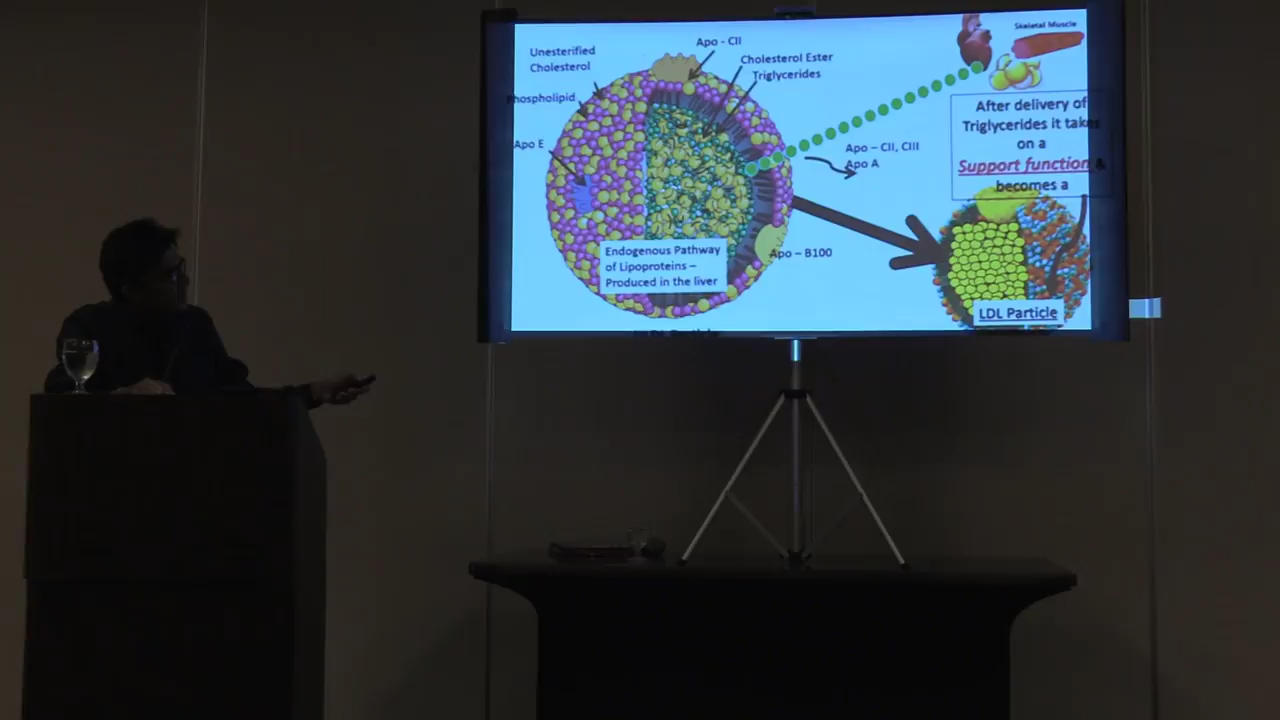 Apo - CII
Unesterified
Cholesterol
Cholesterol Ester
Triglycerides
Phospholipid
Apo E
Skeletal Muscle
After delivery of
Triglycerides it takes
on a
Support function &
becomes a
Apo – CII, CIII
Apo A
Apo – B100
Endogenous Pathway
of Lipoproteins –
Produced in the liver
LDL Particle